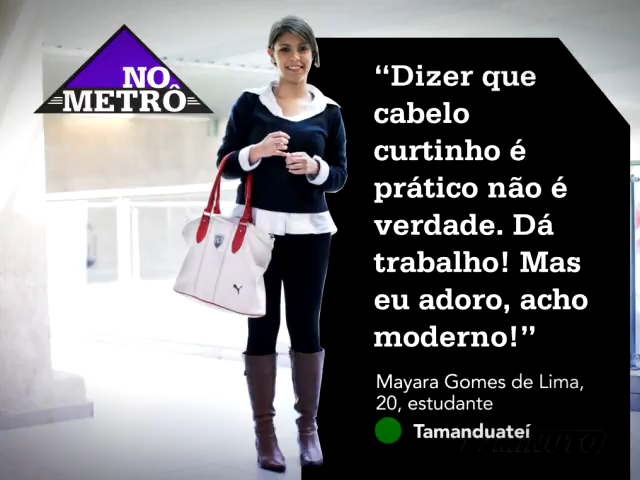 NO
METRÔ
“Dizer que
cabelo
curtinho é
prático não é
verdade. Dá
trabalho! Mas
eu adoro, acho
moderno!”
Mayara Gomes de Lima,
20, estudante
Tamanduateí